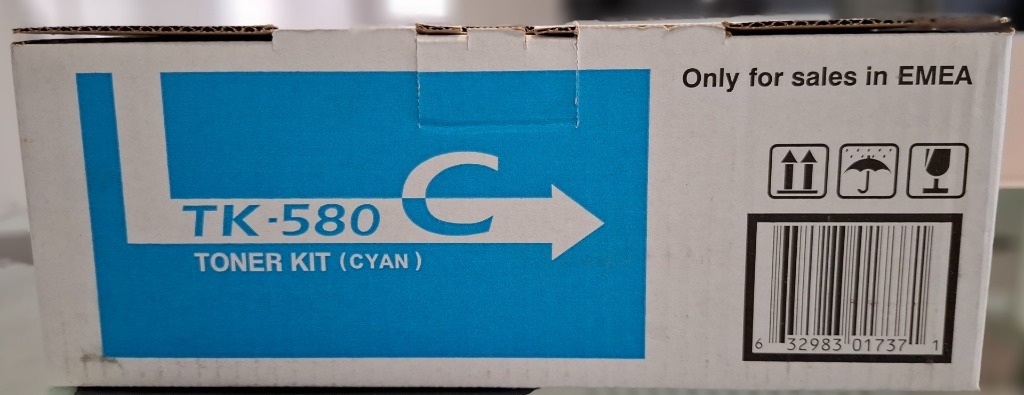 Only for sales in EMEA
C
TK-580
TONER KIT (CYAN)
6 32983 01737 1